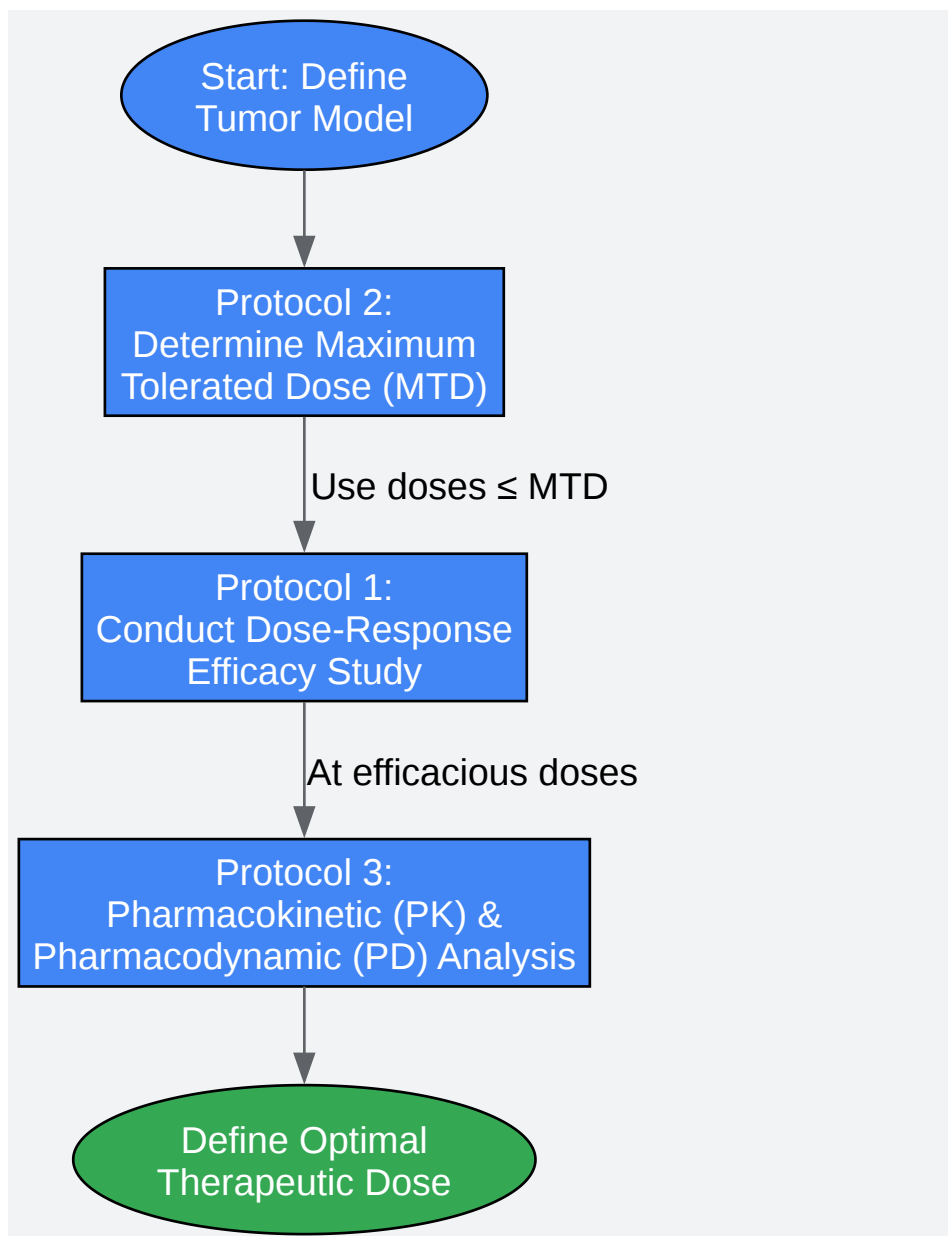 Start: Define
Tumor Model
Protocol 2:
Determine Maximum
Tolerated Dose (MTD)
Use doses ≤ MTD
Protocol 1:
Conduct Dose-Response
Efficacy Study
At efficacious doses
Protocol 3:
Pharmacokinetic (PK) &
Pharmacodynamic (PD) Analysis
Define Optimal
Therapeutic Dose